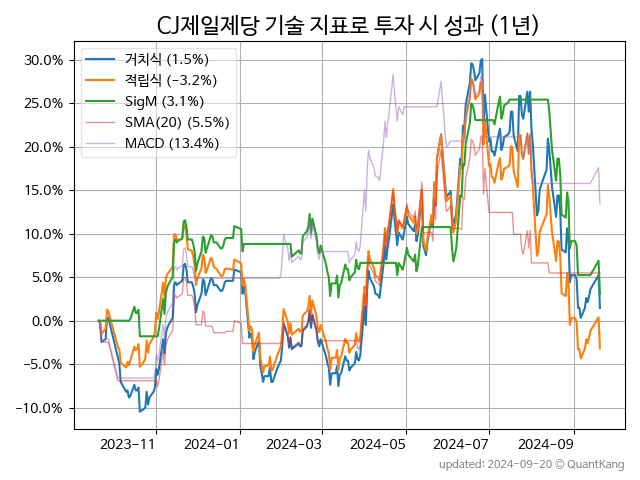 CJ제일제당 기술 지표로 투자 시 성과 (1년)
거치식 (1.5%)
적립식 (−3.2%)
SigM (3.1%)
SMA(20) (5.5%)
MACD (13.4%)
30.0%
25.0%
20.0%
15.0%
10.0%
5.0%
0.0%
−5.0%
−10.0%
2023-11 2024-01 2024-03 2024-05 2024-07 2024-09
updated: 2024-09-20 © QuantKang